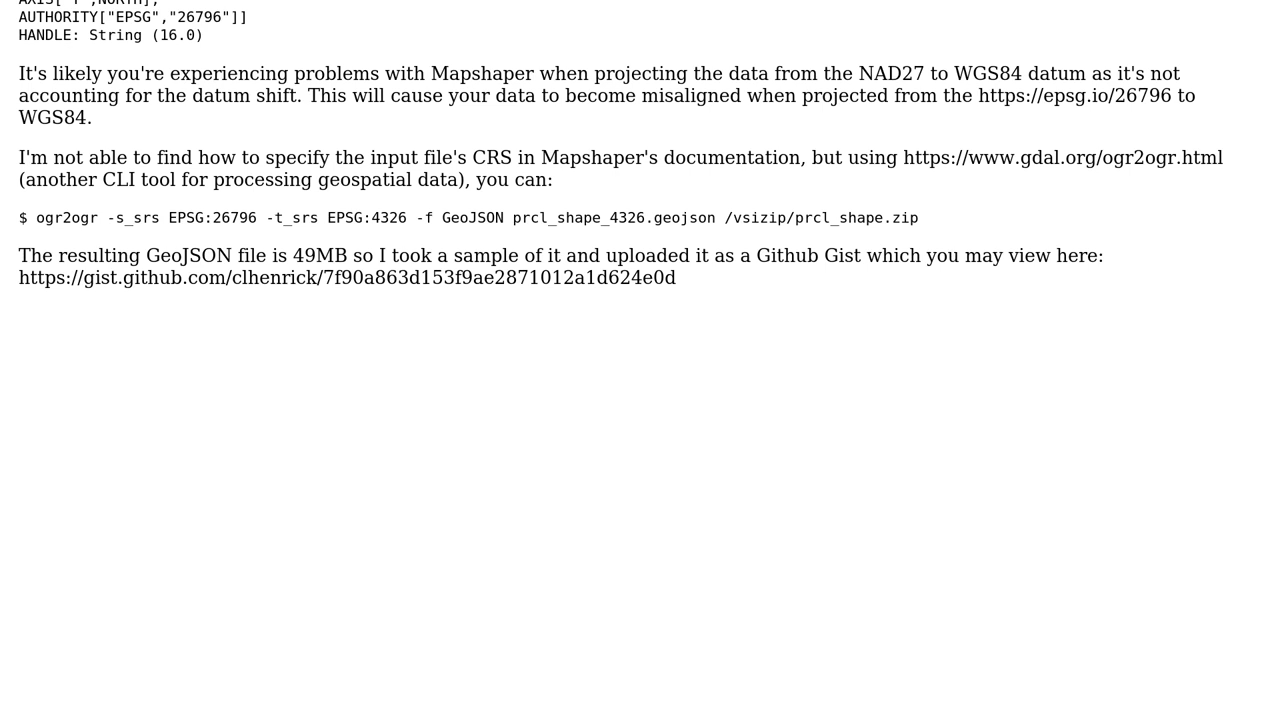 AXIS["Y",NORTH],
AUTHORITY["EPSG","26796"]]
HANDLE: String (16.0)
It's likely you're experiencing problems with Mapshaper when projecting the data from the NAD27 to WGS84 datum as it's not
accounting for the datum shift. This will cause your data to become misaligned when projected from the https://epsg.io/26796 to
WGS84.
I'm not able to find how to specify the input file's CRS in Mapshaper's documentation, but using https://www.gdal.org/ogr2ogr.html
(another CLI tool for processing geospatial data), you can:
$ ogr2ogr -s_srs EPSG:26796 -t_srs EPSG:4326 -f GeoJSON prcl_shape_4326.geojson /vsizip/prcl_shape.zip
The resulting GeoJSON file is 49MB so I took a sample of it and uploaded it as a Github Gist which you may view here:
https://gist.github.com/clhenrick/7f90a863d153f9ae2871012a1d624e0d